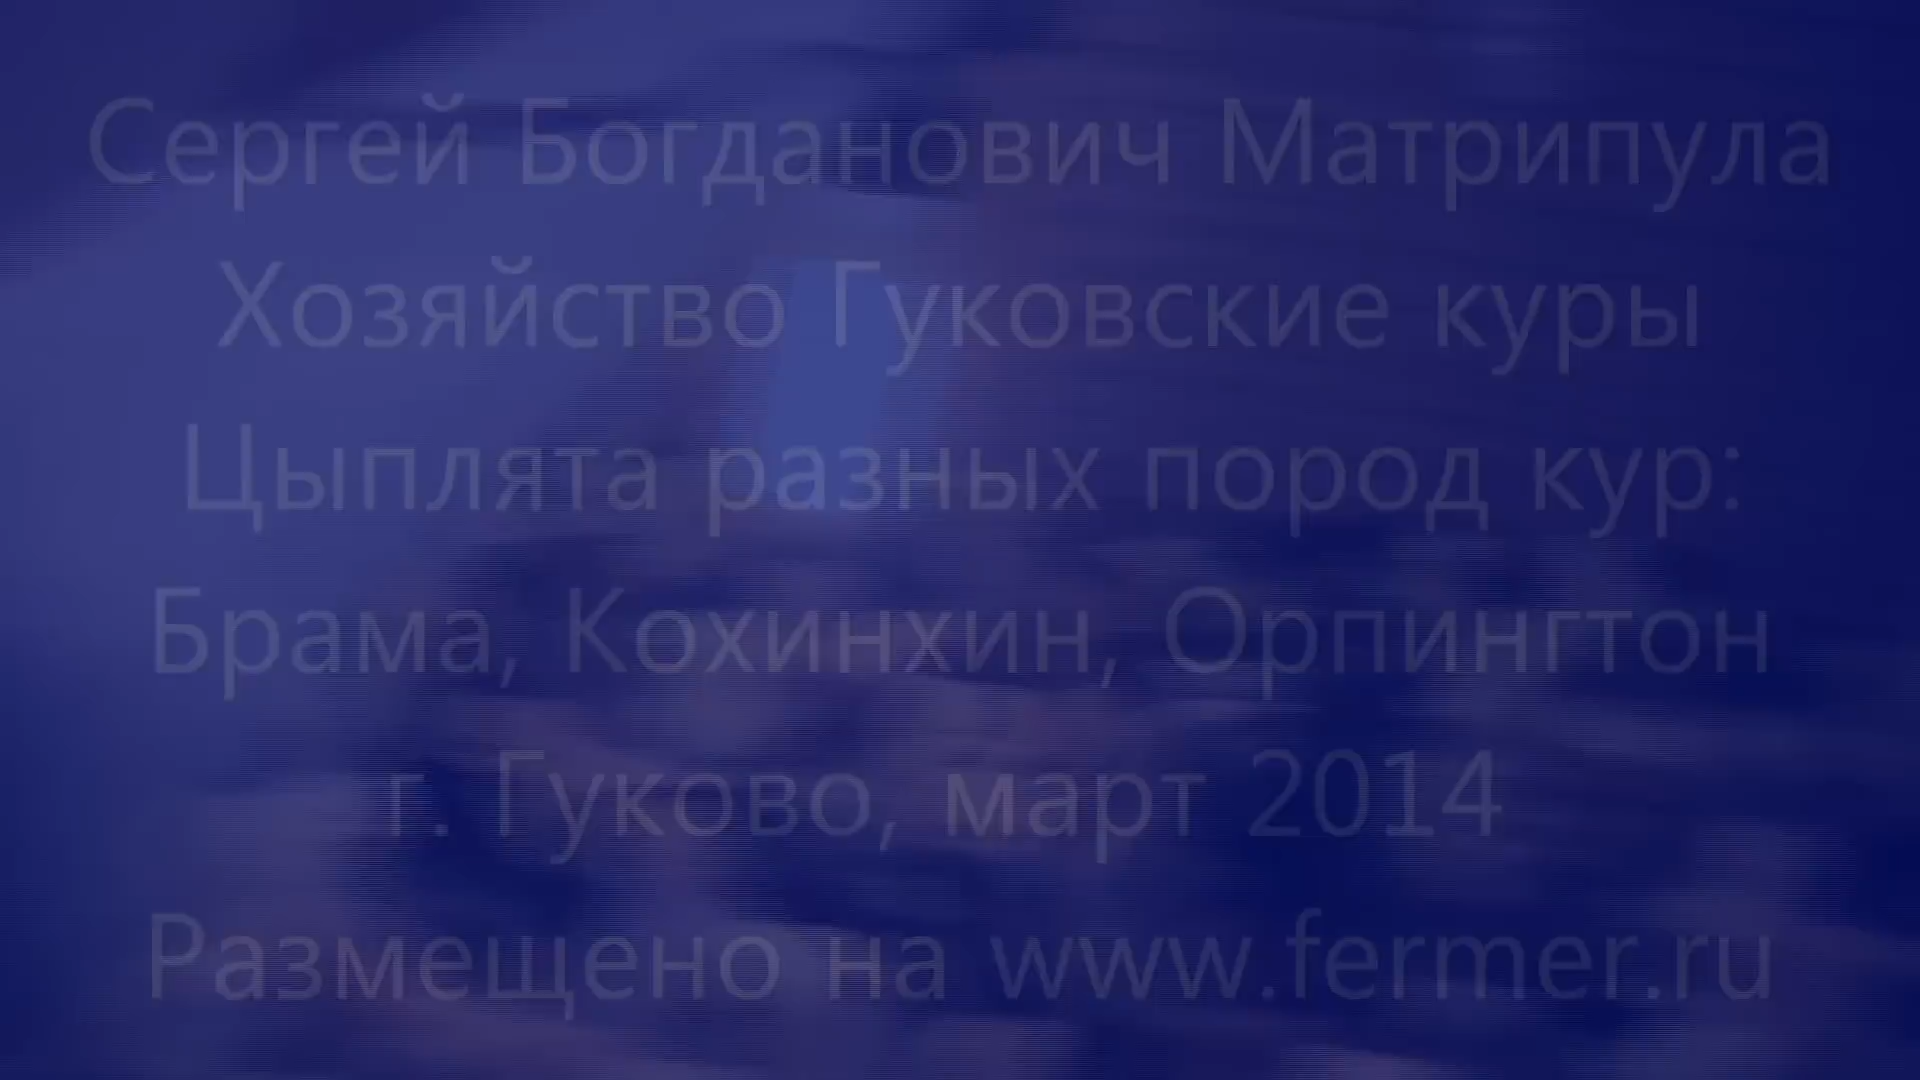 Сергей Богданович Матрипула
Хозяйство Гуковские куры
Цыплята разных пород кур:
Брама, Кохинхин, Орпингтон
г. Гуково, март 2014
Размещено на www.fermer.ru